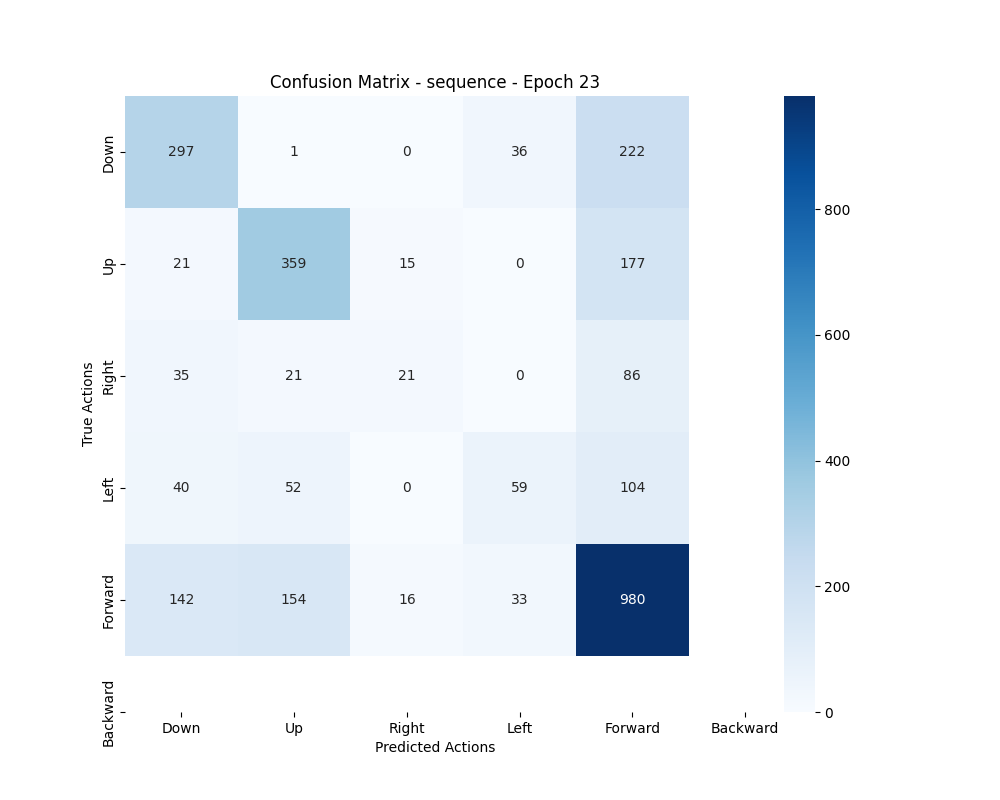 Confusion Matrix - sequence - Epoch 23
True Actions
Down 297 1 0 36 222
Up 21 359 15 0 177
Right 35 21 21 0 86
Left 40 52 0 59 104
Forward 142 154 16 33 980
Backward
Down Up Right Left Forward Backward
Predicted Actions
800
600
400
200
0